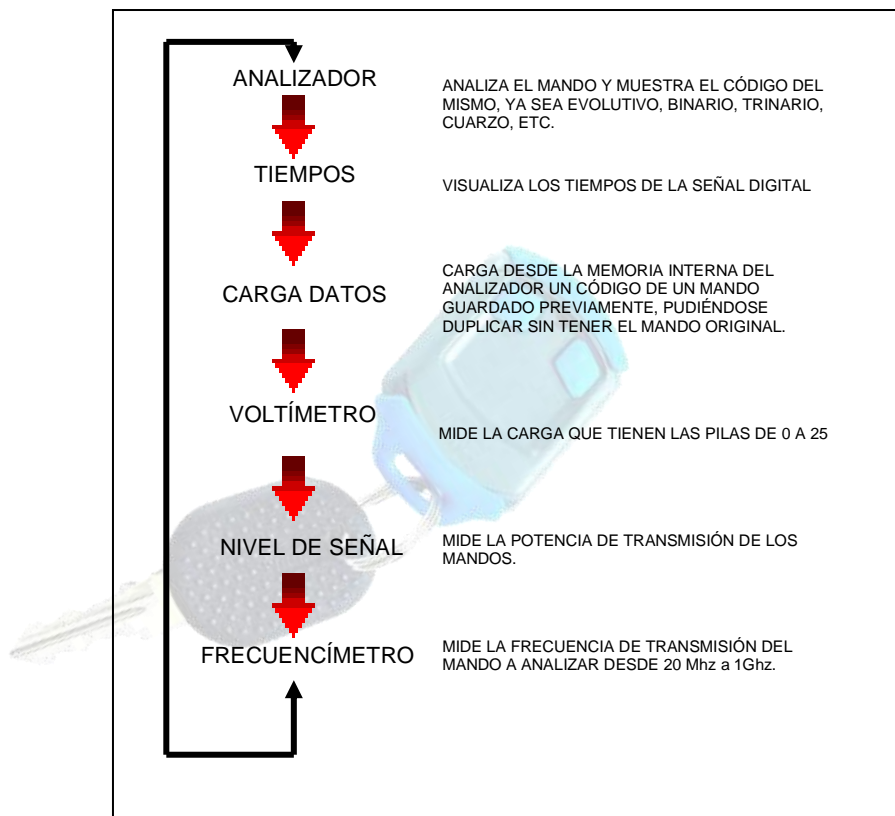 ANALIZADOR
ANALIZA EL MANDO Y MUESTRA EL CÓDIGO DEL
MISMO, YA SEA EVOLUTIVO, BINARIO, TRINARIO,
CUARZO, ETC.
TIEMPOS
VISUALIZA LOS TIEMPOS DE LA SEÑAL DIGITAL
CARGA DATOS
CARGA DESDE LA MEMORIA INTERNA DEL
ANALIZADOR UN CÓDIGO DE UN MANDO
GUARDADO PREVIAMENTE, PUDIÉNDOSE
DUPLICAR SIN TENER EL MANDO ORIGINAL.
VOLTÍMETRO
MIDE LA CARGA QUE TIENEN LAS PILAS DE 0 A 25
NIVEL DE SEÑAL
MIDE LA POTENCIA DE TRANSMISIÓN DE LOS
MANDOS.
FRECUENCÍMETRO
MIDE LA FRECUENCIA DE TRANSMISIÓN DEL
MANDO A ANALIZAR DESDE 20 Mhz a 1Ghz.